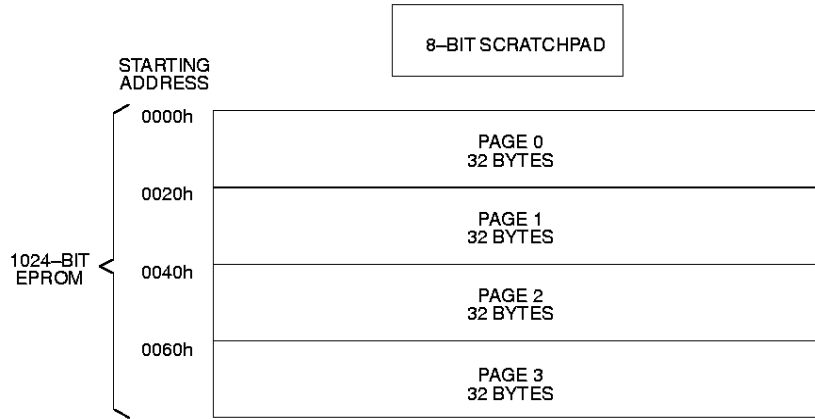 8–BIT SCRATCHPAD
STARTING
ADDRESS
0000h
PAGE 0
32 BYTES
0020h
PAGE 1
32 BYTES
1024–BIT
EPROM
0040h
PAGE 2
32 BYTES
0060h
PAGE 3
32 BYTES